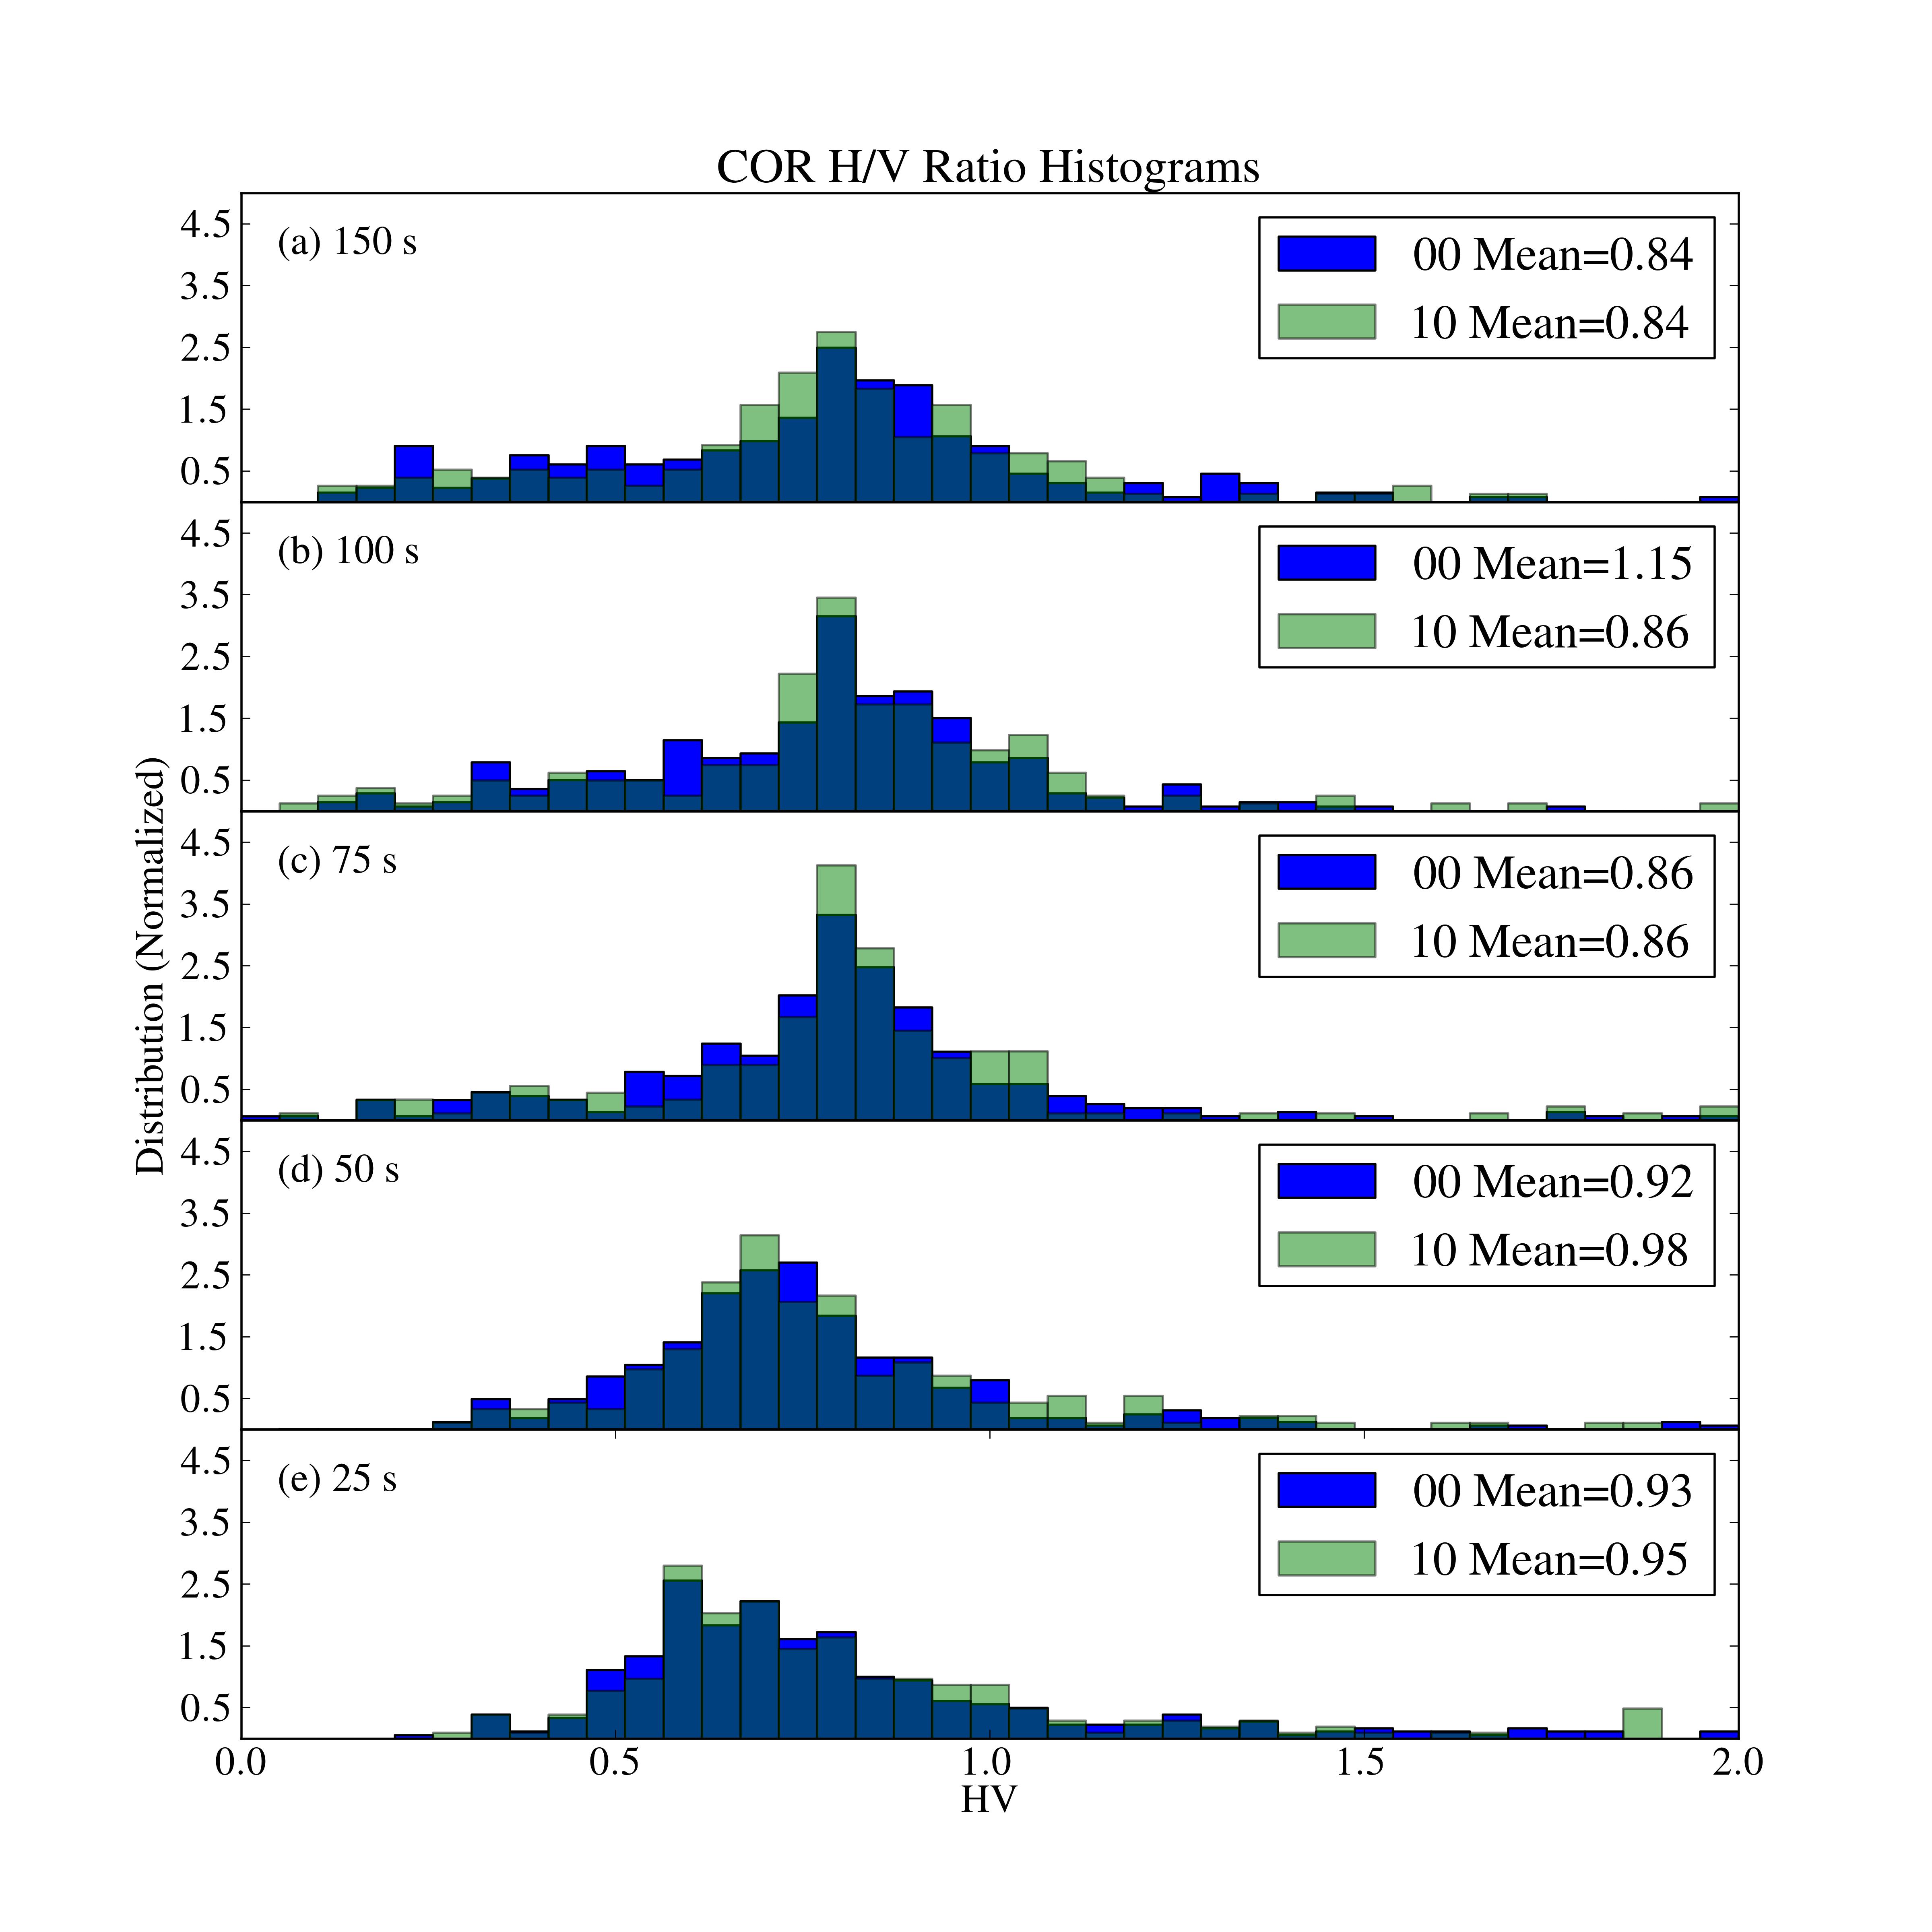 COR H/V Ratio Histograms
4.5
3.5
2.5
1.5
0.5
(a) 150 s
00 Mean=0.84
10 Mean=0.84
4.5
3.5
2.5
1.5
0.5
(b) 100 s
00 Mean=1.15
10 Mean=0.86
Distribution (Normalized)
4.5
3.5
2.5
1.5
0.5
(c) 75 s
00 Mean=0.86
10 Mean=0.86
4.5
3.5
2.5
1.5
0.5
(d) 50 s
00 Mean=0.92
10 Mean=0.98
4.5
3.5
2.5
1.5
0.5
(e) 25 s
00 Mean=0.93
10 Mean=0.95
0.0 0.5 1.0 1.5 2.0
HV